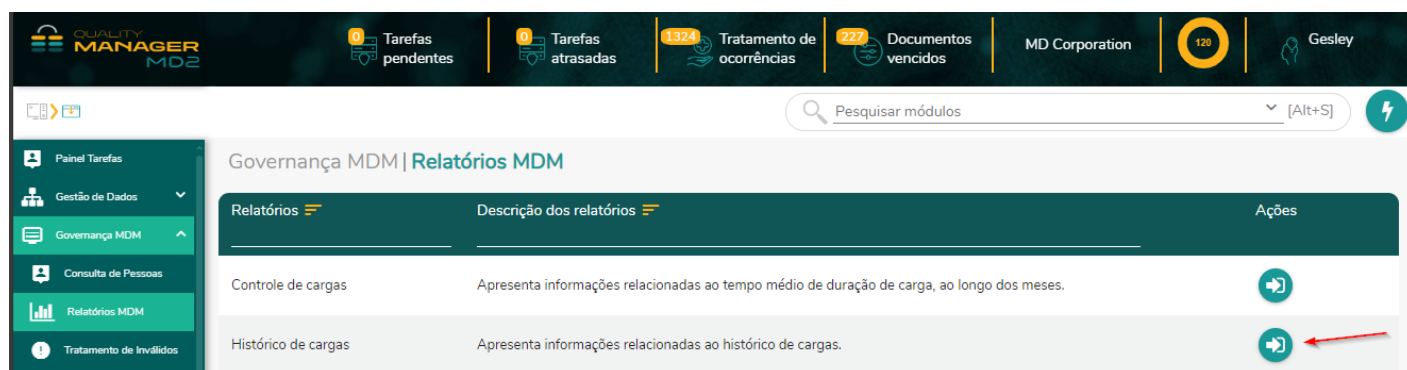 QUALITY
MANAGER
MD2
0
Tarefas
pendentes
0
Tarefas
atrasadas
1324
Tratamento de
ocorrências
227
Documentos
vencidos
MD Corporation
120
Gesley
Pesquisar módulos
[Alt+S]
Painel Tarefas
Gestão de Dados
Governança MDM
Consulta de Pessoas
Relatórios MDM
Tratamento de Inválidos
Governança MDM | Relatórios MDM
Relatórios
Descrição dos relatórios
Ações
Controle de cargas
Apresenta informações relacionadas ao tempo médio de duração de carga, ao longo dos meses.
Histórico de cargas
Apresenta informações relacionadas ao histórico de cargas.